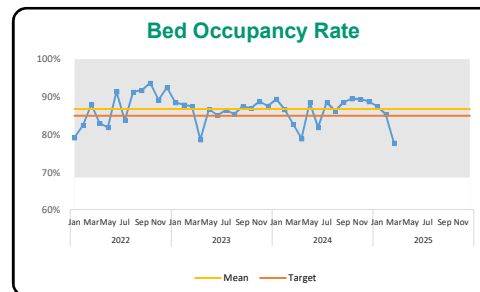 Bed Occupancy Rate
100%
90%
80%
70%
60%
Jan Mar May Jul Sep Nov Jan Mar May Jul Sep Nov Jan Mar May Jul Sep Nov Jan Mar May Jul Sep Nov
2022 2023 2024 2025
Mean Target